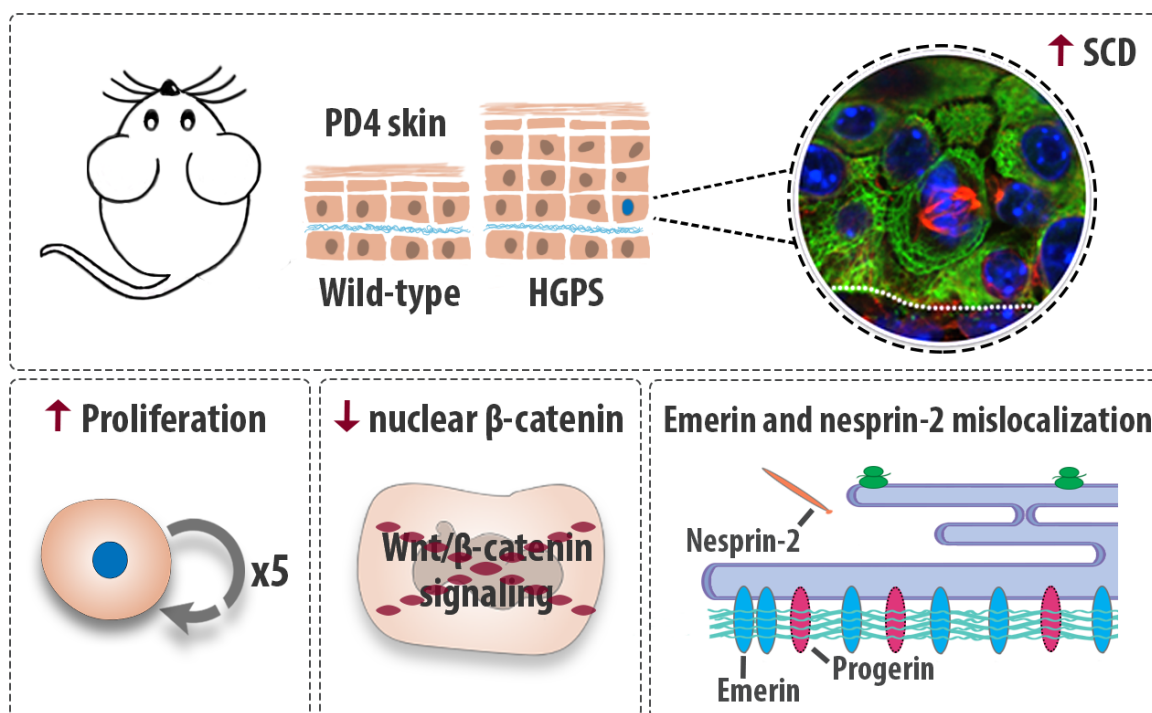 ↑ SCD
PD4 skin
Wild-type
HGPS
↑ Proliferation
x5
↓ nuclear β-catenin
Wnt/β-catenin
signaling
Emerin and nesprin-2 mislocalization
Nesprin-2
Progerin
Emerin